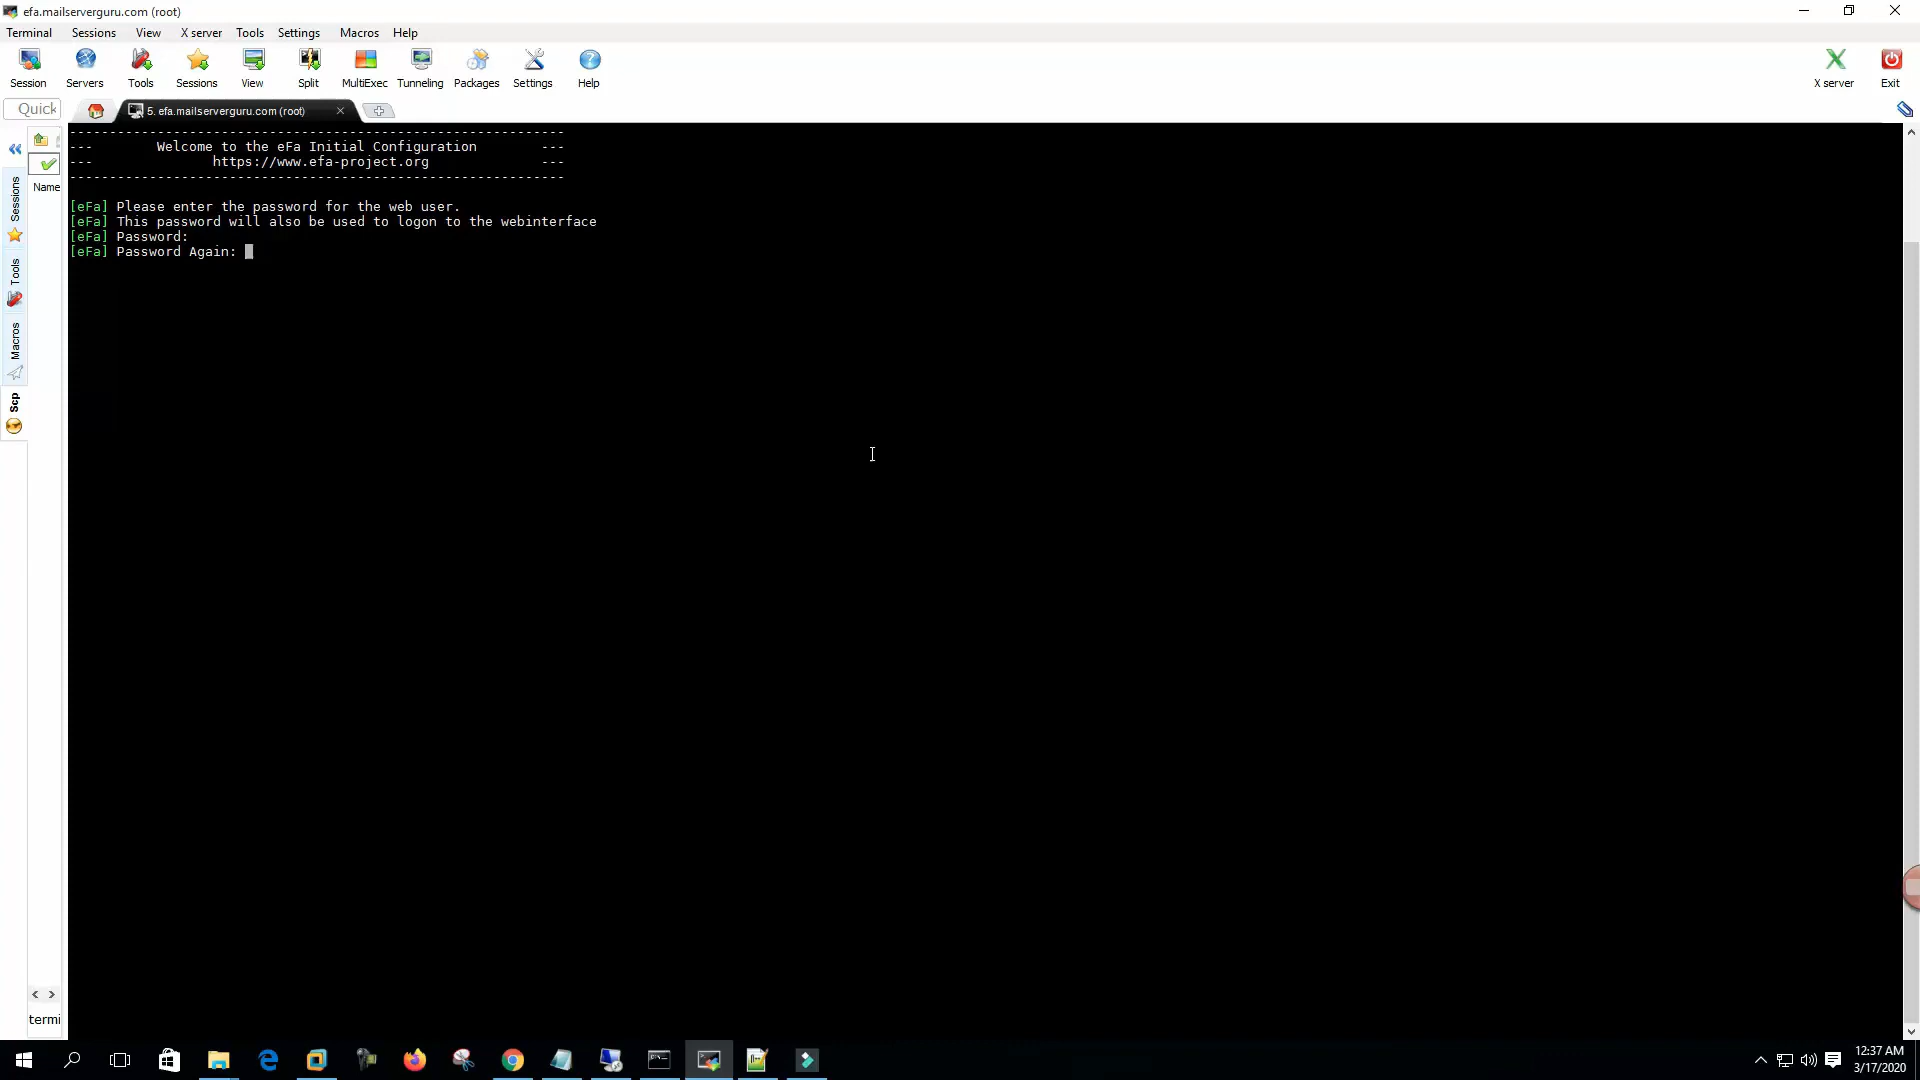 efa.mailserverguru.com (root)
Terminal Sessions View X server Tools Settings Macros Help
Session Servers Tools Sessions View Split MultiExec Tunneling Packages Settings Help X server Exit
Quick
5. efa.mailserverguru.com (root)
Name
Sessions
Tools
Macros
Scp
termi
---------------------------------------------------------------
--- Welcome to the eFa Initial Configuration ---
--- https://www.efa-project.org ---
---------------------------------------------------------------
[eFa] Please enter the password for the web user.
[eFa] This password will also be used to logon to the webinterface
[eFa] Password:
[eFa] Password Again:
12:37 AM
3/17/2020